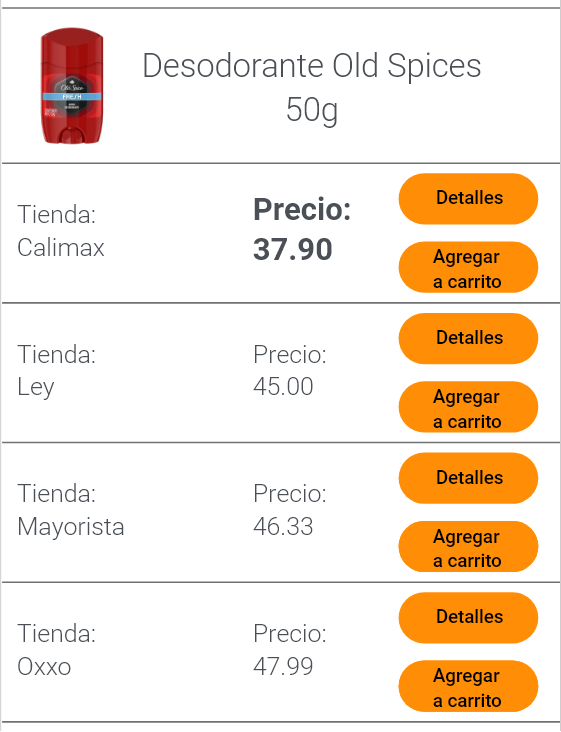 Desodorante Old Spices
50g
Old Spice
FRESH
Tienda:
Calimax
Precio:
37.90
Detalles
Agregar
a carrito
Tienda:
Ley
Precio:
45.00
Detalles
Agregar
a carrito
Tienda:
Mayorista
Precio:
46.33
Detalles
Agregar
a carrito
Tienda:
Oxxo
Precio:
47.99
Detalles
Agregar
a carrito